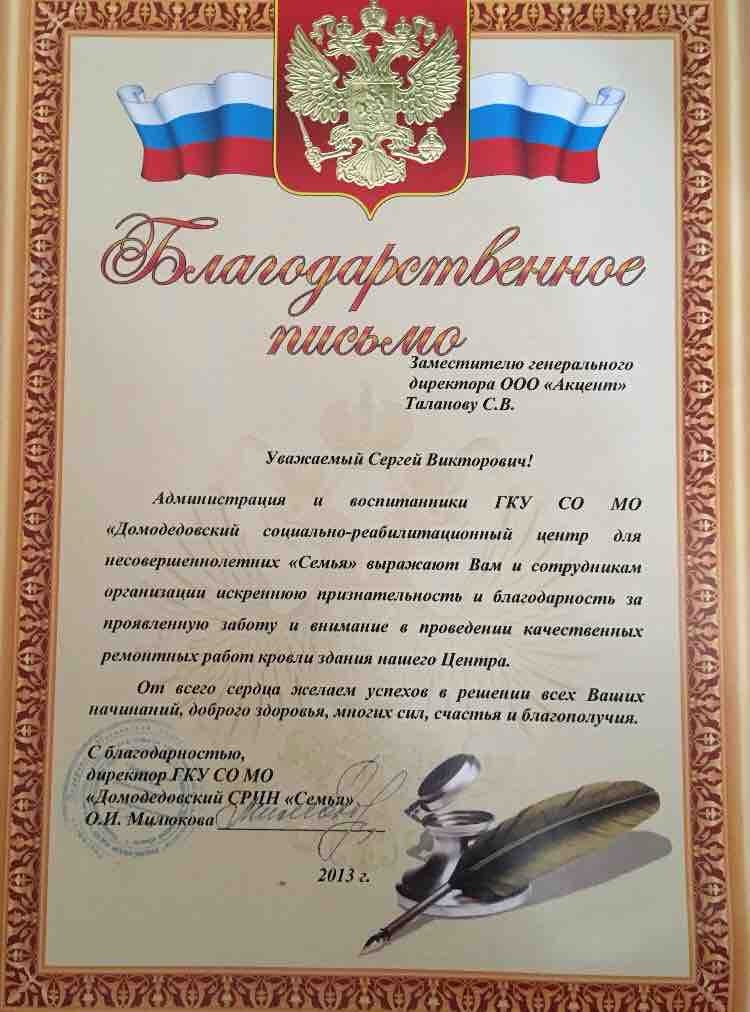 Благодарственное
письмо
Заместителю генерального
директора ООО «Акцент»
Таланову С.В.
Уважаемый Сергей Викторович!
Администрация и воспитанники ГКУ СО МО
«Домодедовский социально-реабилитационный центр для
несовершеннолетних «Семья» выражают Вам и сотрудникам
организации искреннюю признательность и благодарность за
проявленную заботу и внимание в проведении качественных
ремонтных работ кровли здания нашего Центра.
От всего сердца желаем успехов в решении всех Ваших
начинаний, доброго здоровья, многих сил, счастья и благополучия.
С благодарностью,
директор ГКУ СО МО
«Домодедовский СРЦН «Семья»
О.И. Милюкова
2013 г.